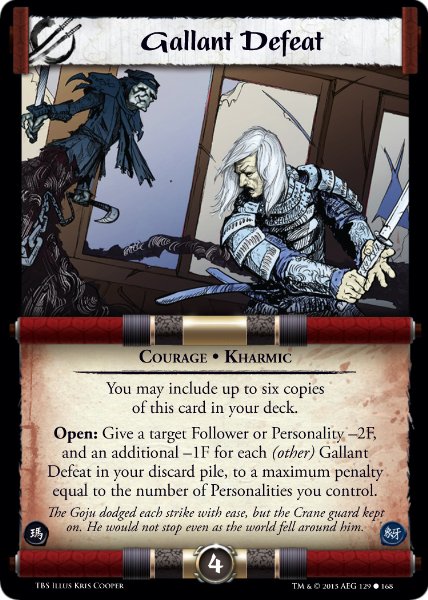 Gallant Defeat
Courage • Kharmic
You may include up to six copies
of this card in your deck.
Open: Give a target Follower or Personality –2F,
and an additional –1F for each (other) Gallant
Defeat in your discard pile, to a maximum penalty
equal to the number of Personalities you control.
The Goju dodged each strike with ease, but the Crane guard kept
on. He would not stop even as the world fell around him.
4
TBS Illus Kris Cooper
TM & © 2015 AEG 129 • 168